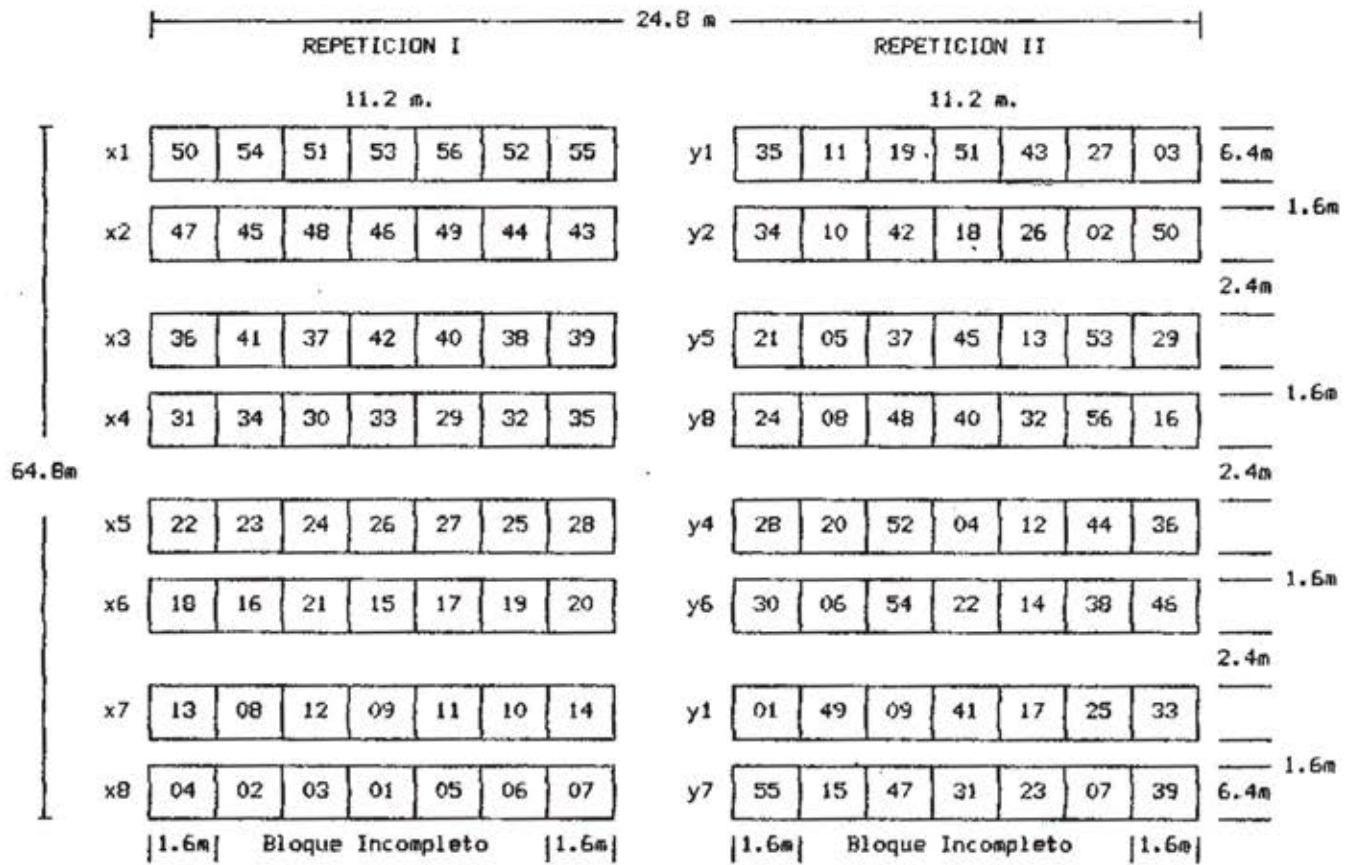 24.8 m
REPETICION I REPETICION II
11.2 m. 11.2 m.
x1 50 54 51 53 56 52 55 y1 35 11 19 51 43 27 03 6.4m
1.6m
x2 47 45 48 46 49 44 43 y2 34 10 42 18 26 02 50
2.4m
x3 36 41 37 42 40 38 39 y5 21 05 37 45 13 53 29
1.6m
x4 31 34 30 33 29 32 35 y8 24 08 48 40 32 56 16
64.8m 2.4m
x5 22 23 24 26 27 25 28 y4 28 20 52 04 12 44 36
1.6m
x6 18 16 21 15 17 19 20 y6 30 06 54 22 14 38 46
2.4m
x7 13 08 12 09 11 10 14 y1 01 49 09 41 17 25 33
1.6m
x8 04 02 03 01 05 06 07 y7 55 15 47 31 23 07 39 6.4m
1.6m Bloque Incompleto 1.6m 1.6m Bloque Incompleto 1.6m